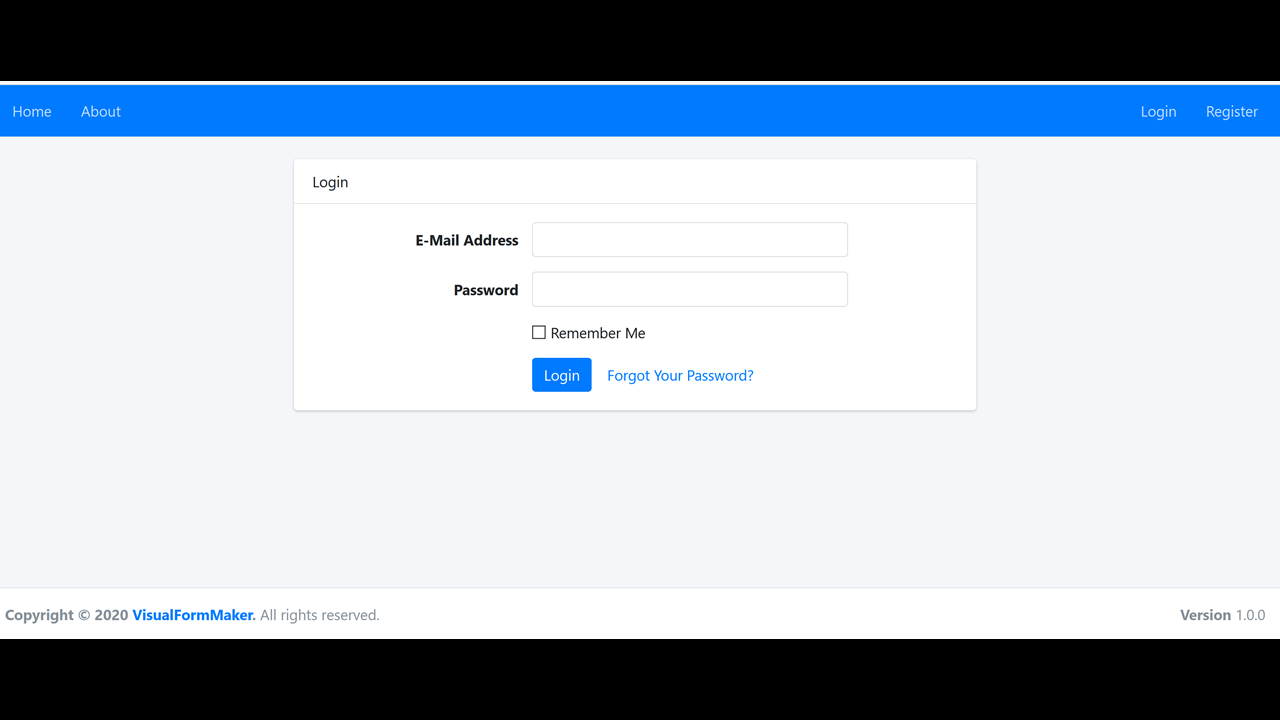 Home About Login Register
Login
E-Mail Address
Password
Remember Me
Login Forgot Your Password?
Copyright © 2020 VisualFormMaker. All rights reserved. Version 1.0.0